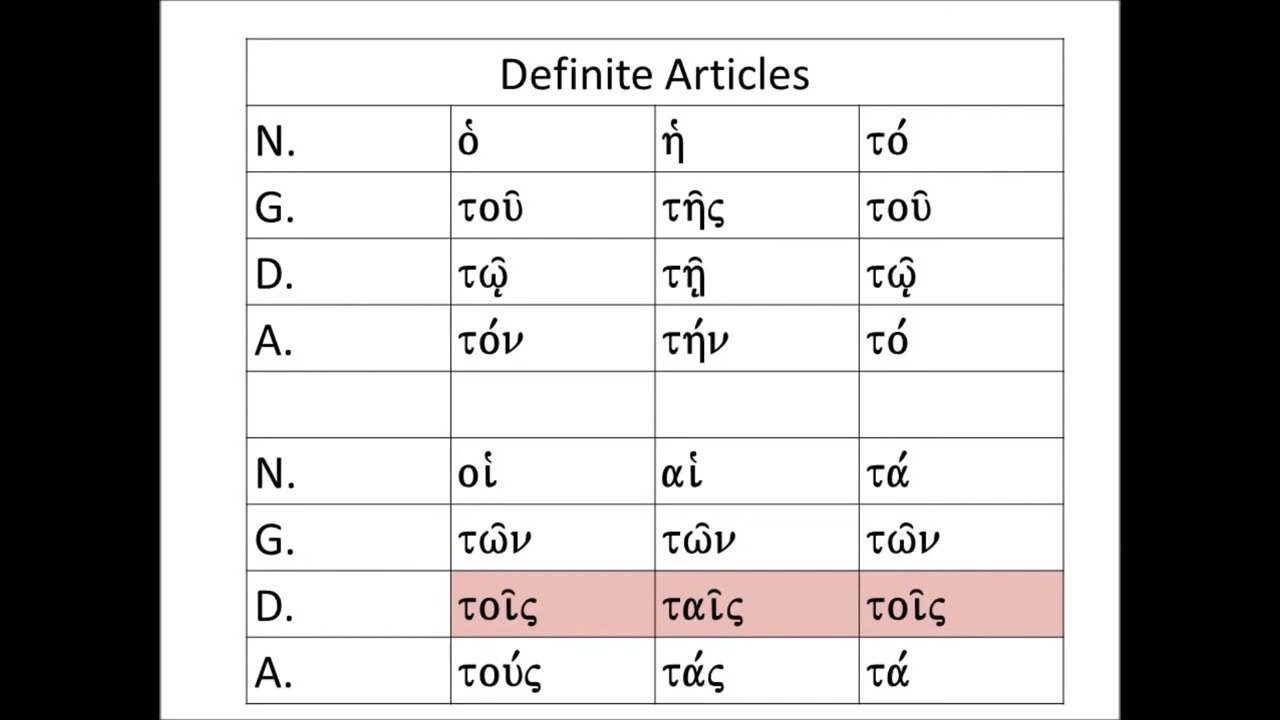 Definite Articles
N. ὁ ἡ τό
G. τοῦ τῆς τοῦ
D. τῷ τῇ τῷ
A. τόν τήν τό
N. οἱ αἱ τά
G. τῶν τῶν τῶν
D. τοῖς ταῖς τοῖς
A. τούς τάς τά